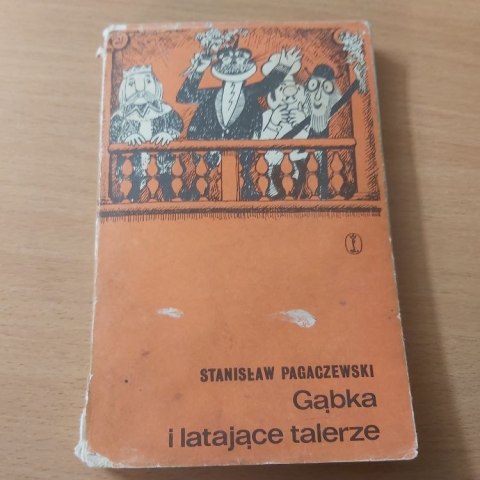 STANISŁAW PAGACZEWSKI
Gąbka
i latające talerze